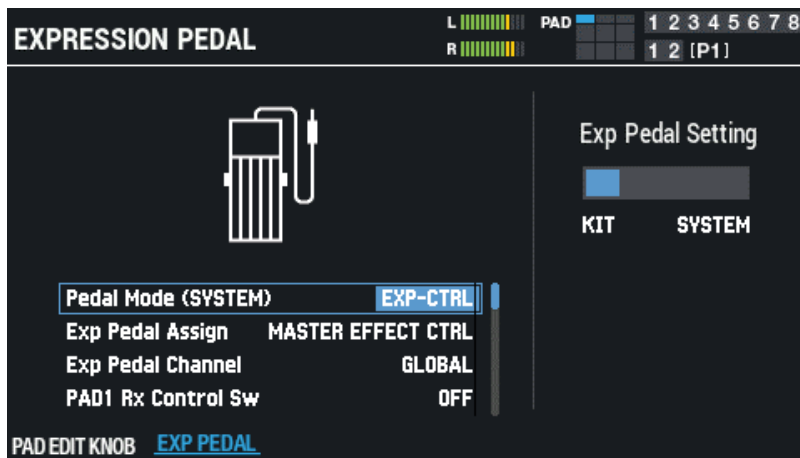 EXPRESSION PEDAL
L
R
PAD
1 2 3 4 5 6 7 8
1 2 [P1]
Exp Pedal Setting
KIT SYSTEM
Pedal Mode (SYSTEM) EXP-CTRL
Exp Pedal Assign MASTER EFFECT CTRL
Exp Pedal Channel GLOBAL
PAD1 Rx Control Sw OFF
PAD EDIT KNOB EXP PEDAL